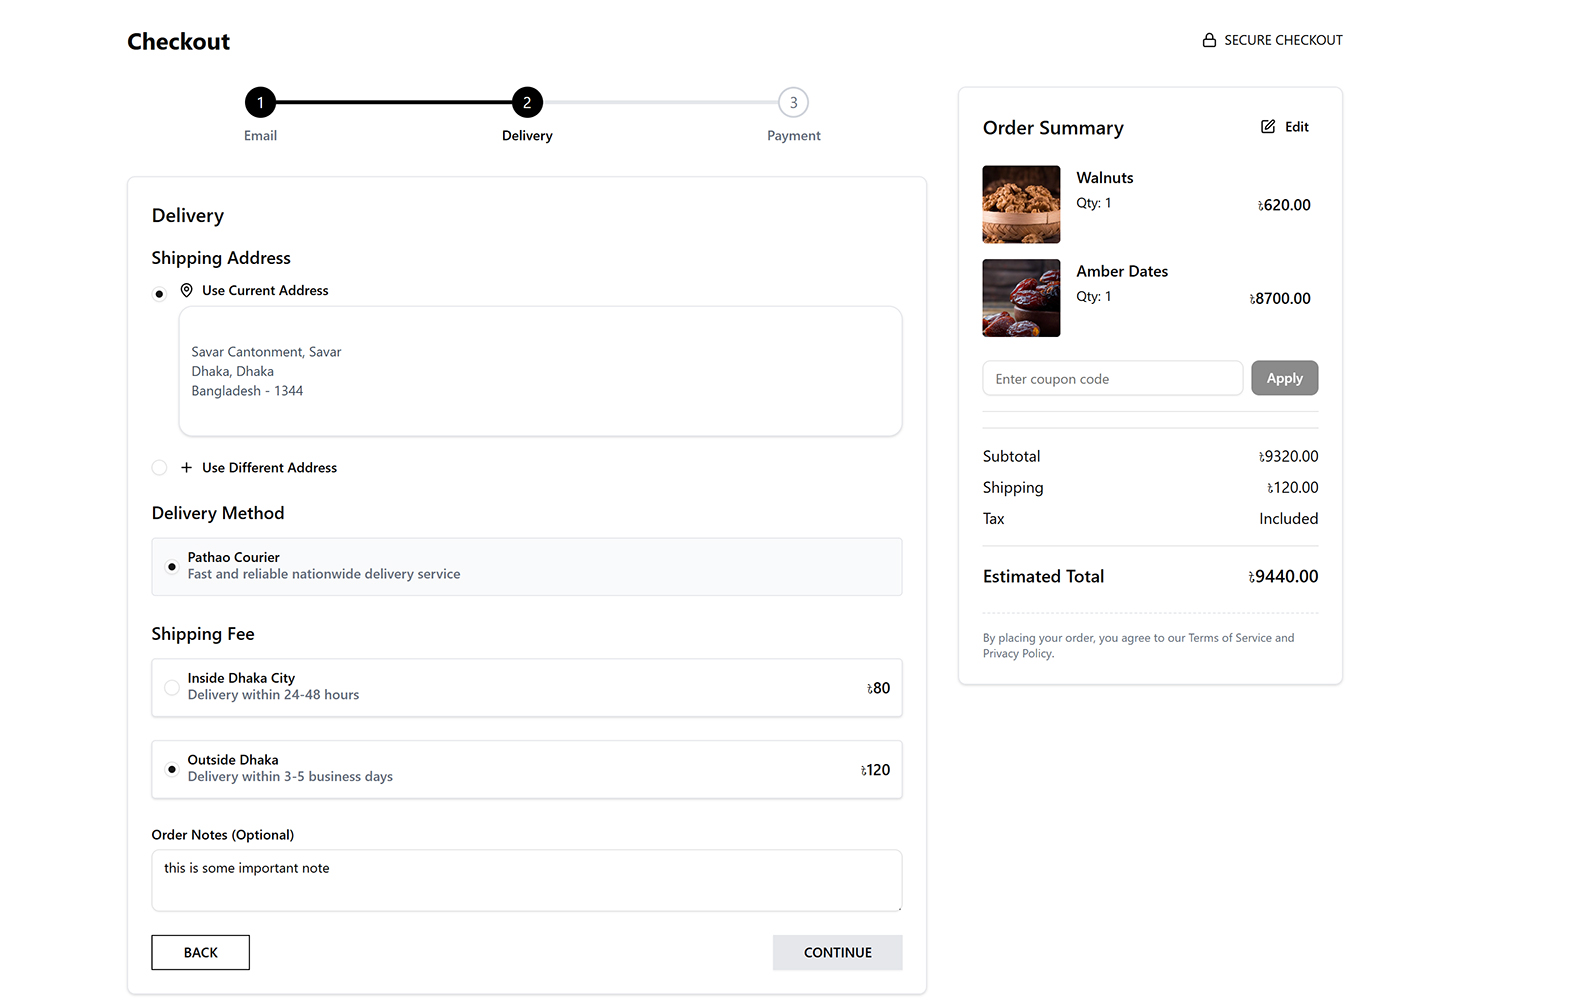 Checkout
SECURE CHECKOUT
1
2
3
Email
Delivery
Payment
Delivery
Shipping Address
Use Current Address
Savar Cantonment, Savar
Dhaka, Dhaka
Bangladesh - 1344
Use Different Address
Delivery Method
Pathao Courier
Fast and reliable nationwide delivery service
Shipping Fee
Inside Dhaka City
Delivery within 24-48 hours
৳80
Outside Dhaka
Delivery within 3-5 business days
৳120
Order Notes (Optional)
this is some important note
BACK
CONTINUE
Order Summary
Edit
Walnuts
Qty: 1
৳620.00
Amber Dates
Qty: 1
৳8700.00
Enter coupon code
Apply
Subtotal ৳9320.00
Shipping ৳120.00
Tax Included
Estimated Total ৳9440.00
By placing your order, you agree to our Terms of Service and
Privacy Policy.